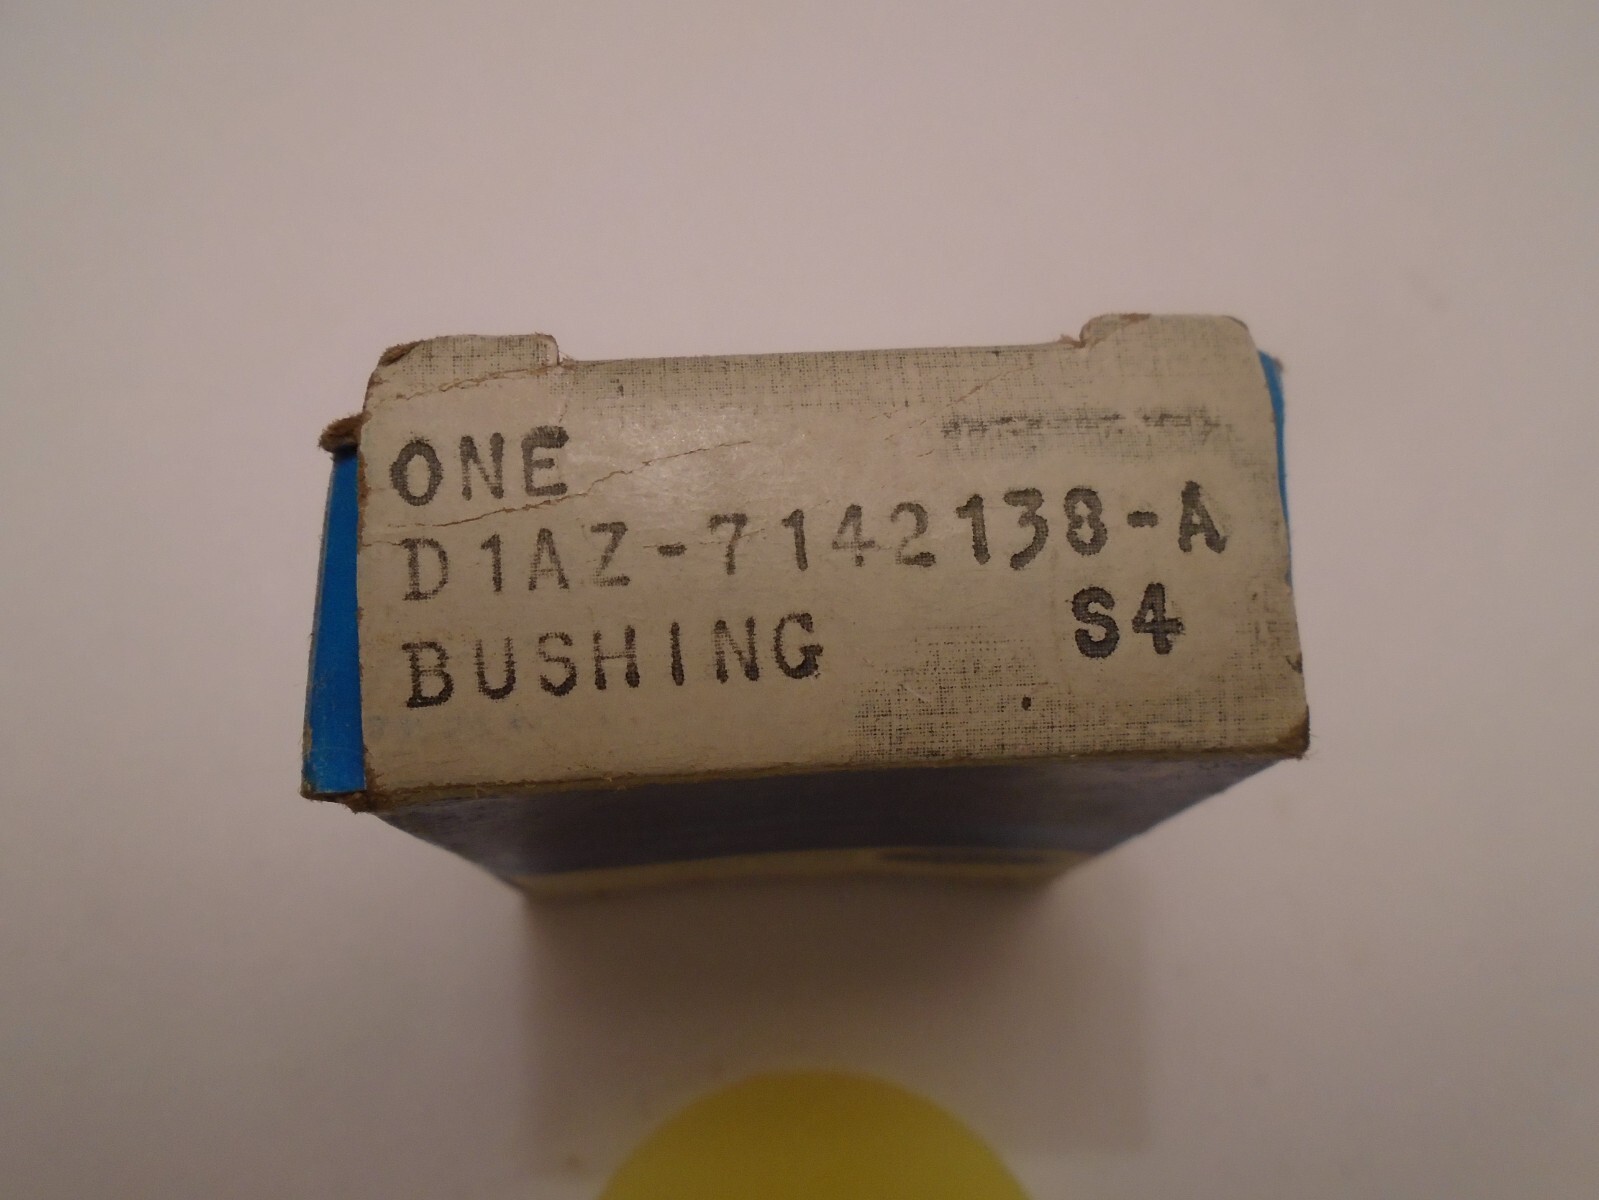 ONE
D1AZ-7142138-A
BUSHING S4